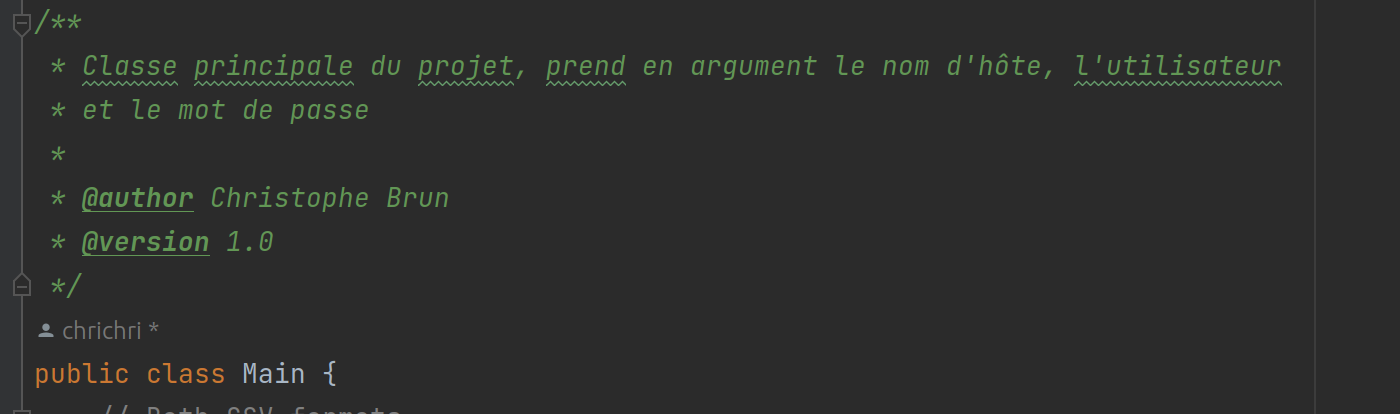 /**
* Classe principale du projet, prend en argument le nom d'hôte, l'utilisateur
* et le mot de passe
*
* @author Christophe Brun
* @version 1.0
*/
chrichri *
public class Main {